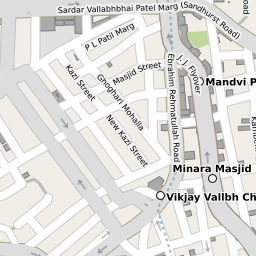 Sardar Vallabhbhai Patel Marg (Sandhurst Road)
P L Patil Marg
Masjid Street
J.J Flyover
Kazi Street
Ghoghari Mohalla
Mandvi P
New Kazi Street
Ebrahim Rehmatullah Road
Minara Masjid
Vikjay Vallbh Ch